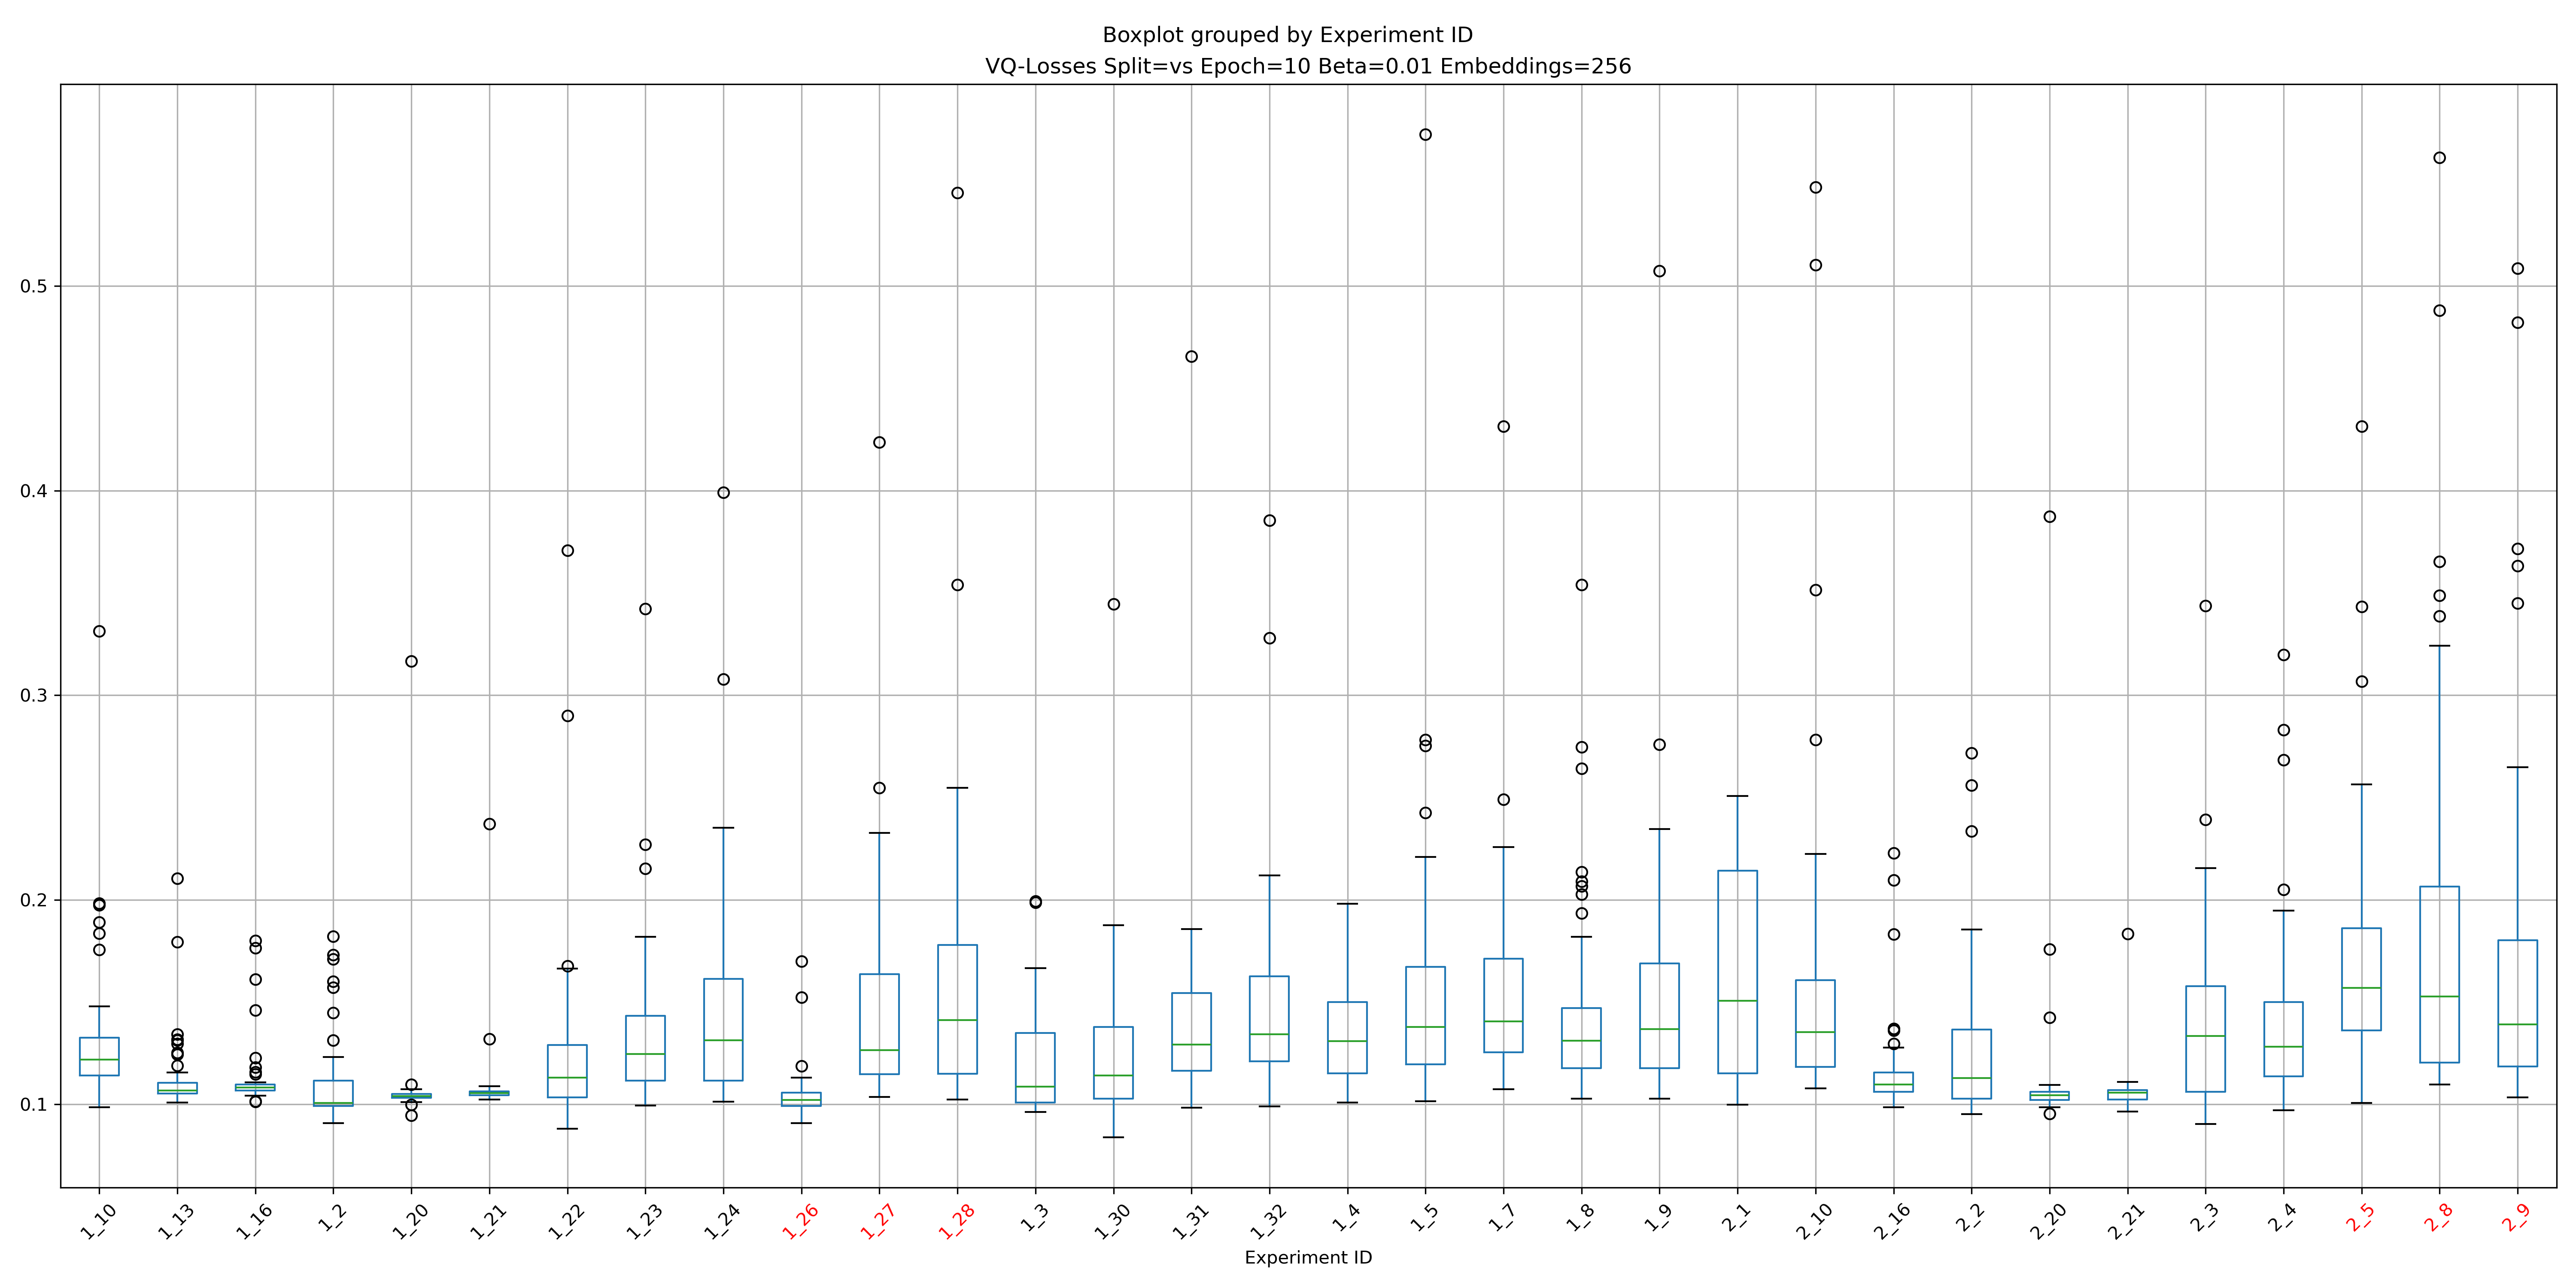 Boxplot grouped by Experiment ID
VQ-Losses Split=vs Epoch=10 Beta=0.01 Embeddings=256
0.5
0.4
0.3
0.2
0.1
1_10 1_13 1_16 1_2 1_20 1_21 1_22 1_23 1_24 1_26 1_27 1_28 1_3 1_30 1_31 1_32 1_4 1_5 1_7 1_8 1_9 2_1 2_10 2_16 2_2 2_20 2_21 2_3 2_4 2_5 2_8 2_9
Experiment ID